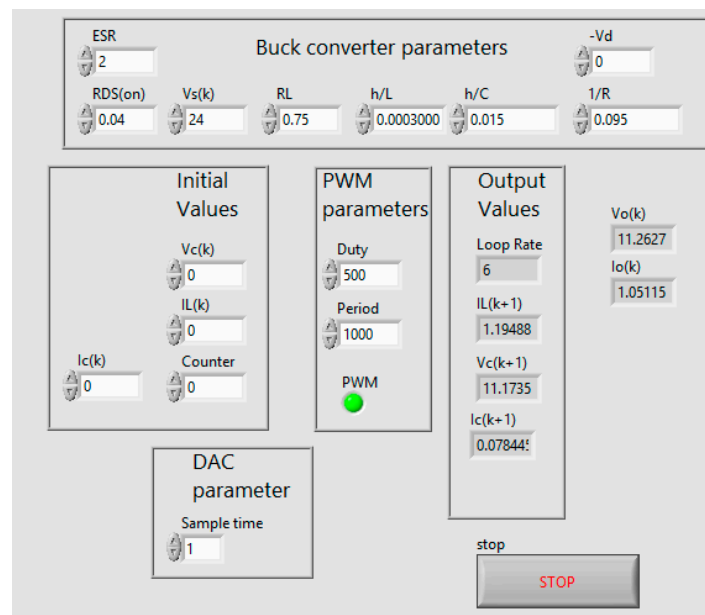 ESR
Buck converter parameters
-Vd
2
0
RDS(on) Vs(k) RL h/L h/C 1/R
0.04 24 0.75 0.0003000 0.015 0.095
Initial
Values
Vc(k)
0
IL(k)
0
Ic(k) Counter
0 0
PWM
parameters
Duty
500
Period
1000
PWM
Output
Values
Loop Rate
6
IL(k+1)
1.19488
Vc(k+1)
11.1735
Ic(k+1)
0.07844
Vo(k)
11.2627
Io(k)
1.05115
DAC
parameter
Sample time
1
stop
STOP